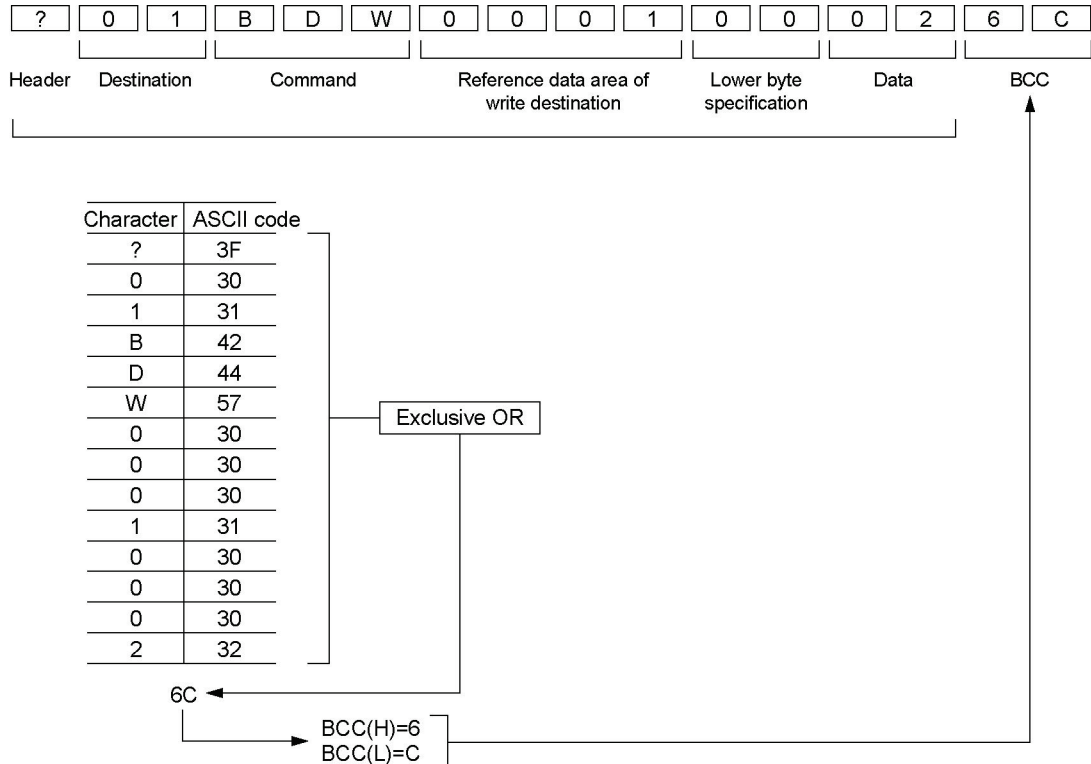 ? 0 1 B D W 0 0 0 1 0 0 0 2 6 C
Header Destination Command Reference data area of write destination Lower byte specification Data BCC
Character ASCII code
? 3F
0 30
1 31
B 42
D 44
W 57
0 30
0 30
0 30
1 31
0 30
0 30
0 30
2 32
Exclusive OR
6C
BCC(H)=6
BCC(L)=C